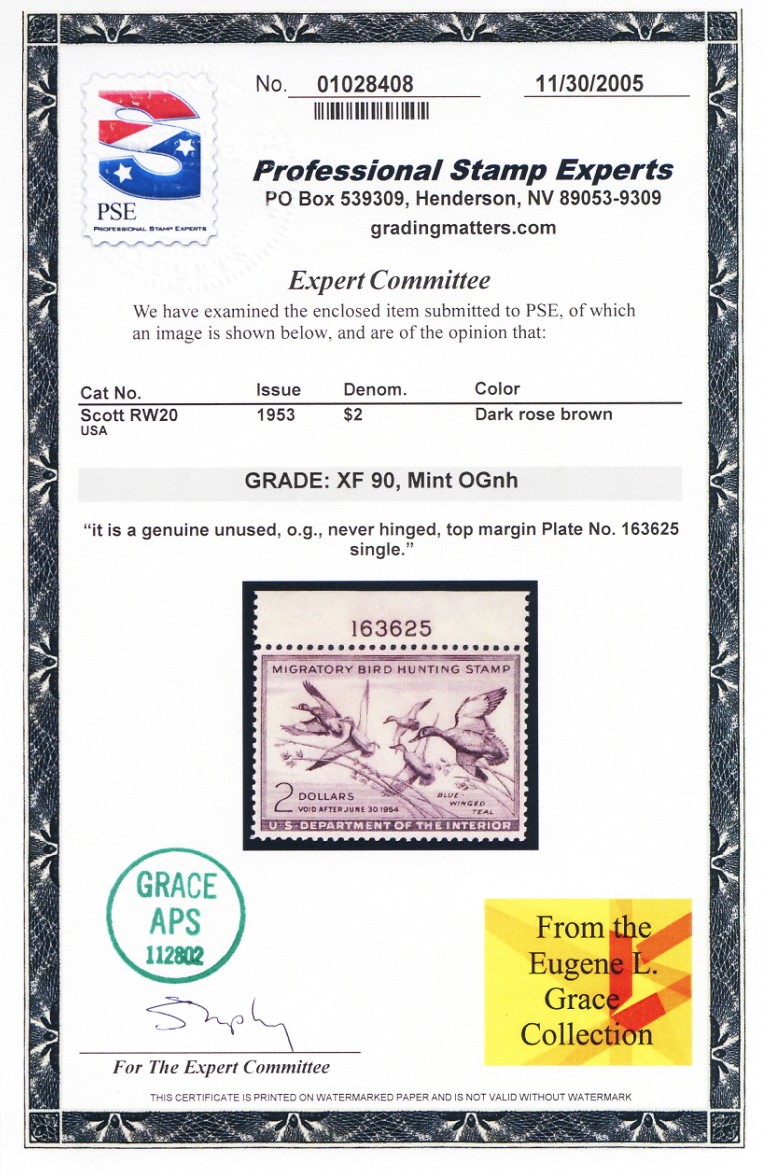 No. 01028408 11/30/2005
PSE
PROFESSIONAL STAMP EXPERTS
Professional Stamp Experts
PO Box 539309, Henderson, NV 89053-9309
gradingmatters.com
Expert Committee
We have examined the enclosed item submitted to PSE, of which
an image is shown below, and are of the opinion that:
Cat No. Issue Denom. Color
Scott RW20 1953 $2 Dark rose brown
USA
GRADE: XF 90, Mint OGnh
“it is a genuine unused, o.g., never hinged, top margin Plate No. 163625
single.”
163625
MIGRATORY BIRD HUNTING STAMP
2 DOLLARS
VOID AFTER JUNE 30 1954
BLUE-
WINGED
TEAL
U·S·DEPARTMENT OF THE INTERIOR
GRACE
APS
112802
From the
Eugene L.
Grace
Collection
For The Expert Committee
THIS CERTIFICATE IS PRINTED ON WATERMARKED PAPER AND IS NOT VALID WITHOUT WATERMARK